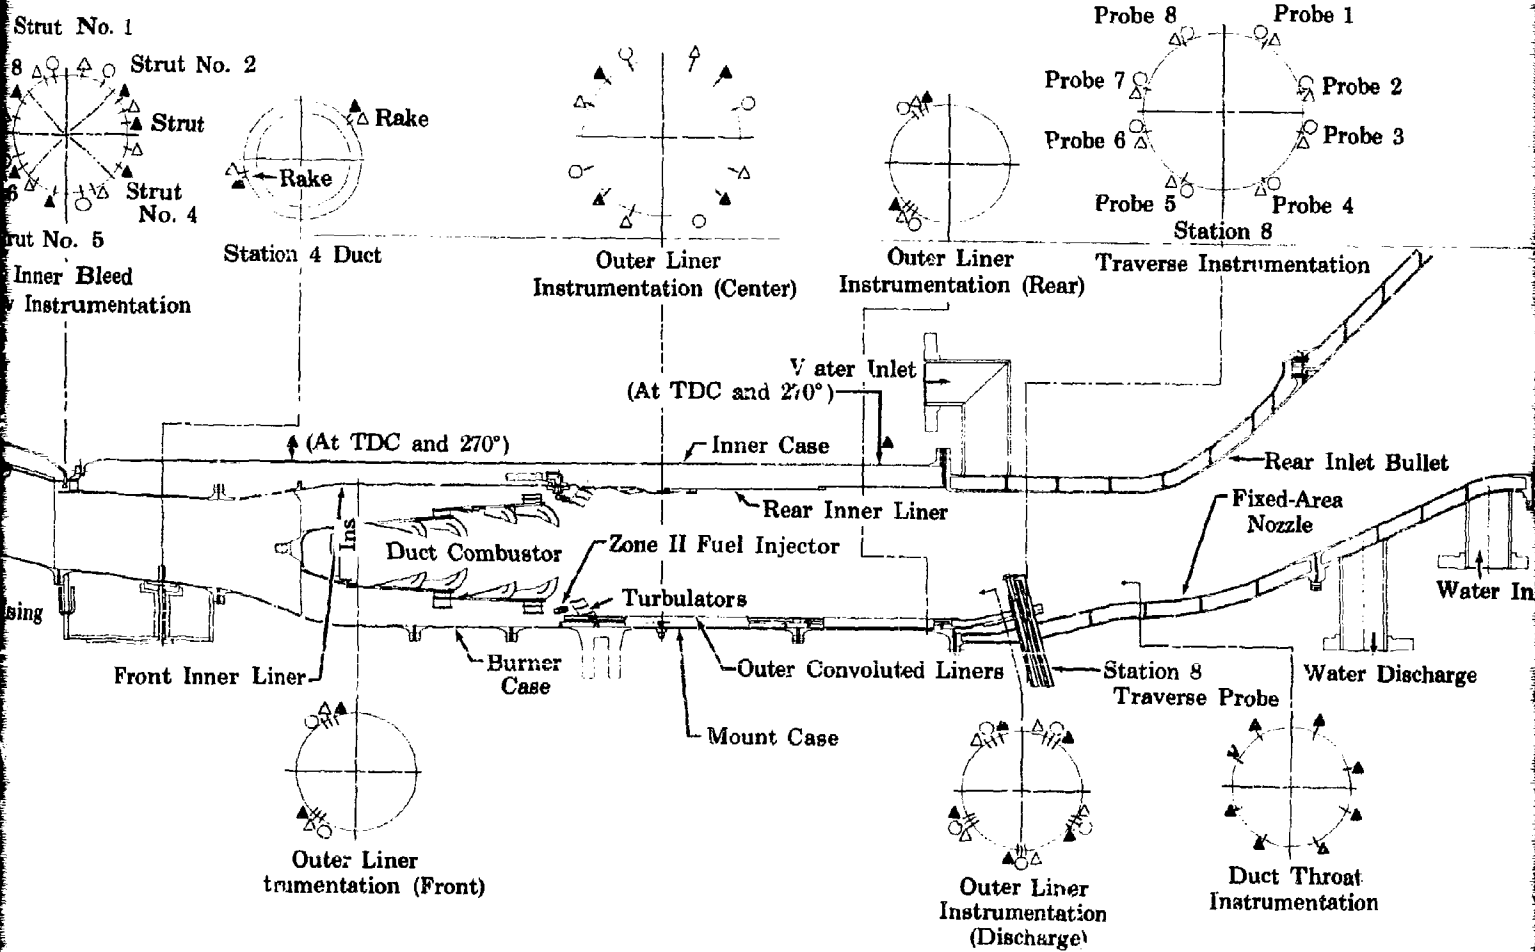 Strut No. 1
8
Strut No. 2
Strut
Strut
No. 4
6
rut No. 5
Inner Bleed
Instrumentation
Rake
Rake
Station 4 Duct
Outer Liner
Instrumentation (Center)
Outer Liner
Instrumentation (Rear)
Probe 8
Probe 1
Probe 7
Probe 2
Probe 6
Probe 3
Probe 5
Probe 4
Station 8
Traverse Instrumentation
Water Inlet
(At TDC and 270°)
(At TDC and 270°)
Inner Case
Rear Inlet Bullet
Rear Inner Liner
Fixed-Area
Nozzle
Ins
Duct Combustor
Zone II Fuel Injector
Turbulators
Water In
sing
Front Inner Liner
Burner
Case
Outer Convoluted Liners
Station 8
Traverse Probe
Water Discharge
Mount Case
Outer Liner
trumentation (Front)
Outer Liner
Instrumentation
(Discharge)
Duct Throat
Instrumentation